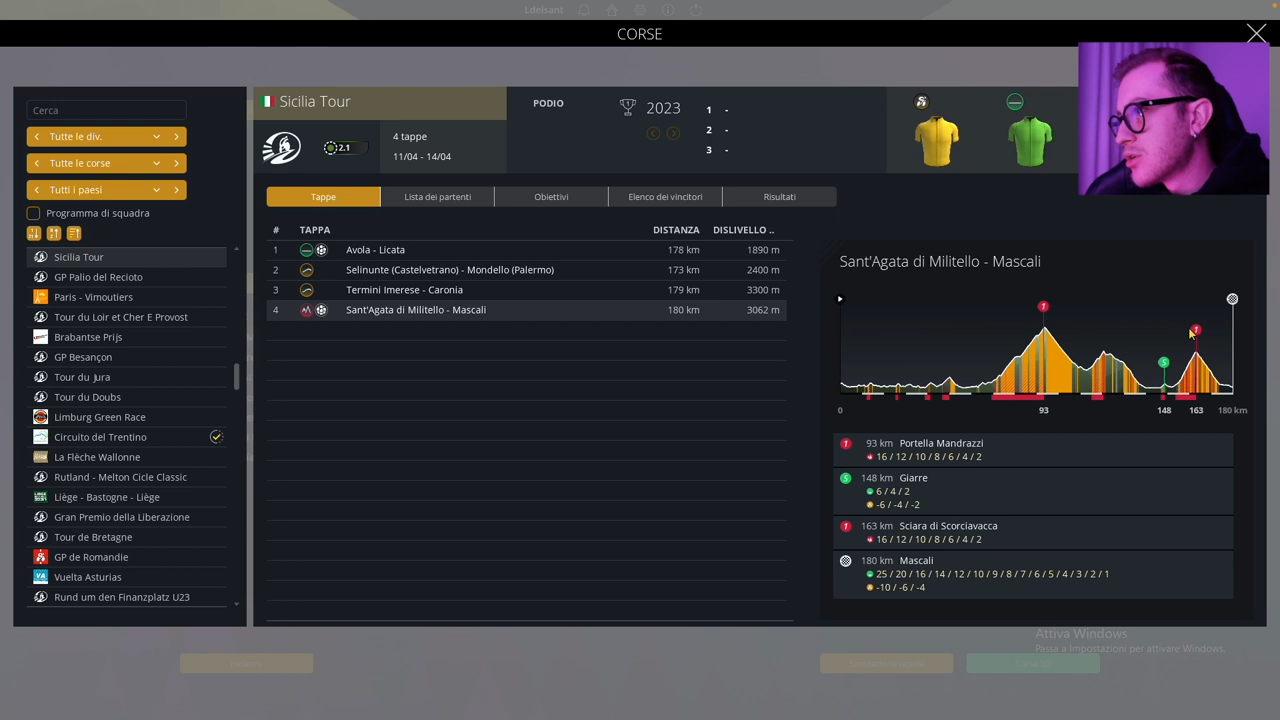 Ldelsant
CORSE
Cerca
Tutte le div.
Tutte le corse
Tutti i paesi
Programma di squadra
Sicilia Tour
GP Palio del Recioto
Paris - Vimoutiers
Tour du Loir et Cher E Provost
Brabantse Prijs
GP Besançon
Tour du Jura
Tour du Doubs
Limburg Green Race
Circuito del Trentino
La Flèche Wallonne
Rutland - Melton Cicle Classic
Liège - Bastogne - Liège
Gran Premio della Liberazione
Tour de Bretagne
GP de Romandie
Vuelta Asturias
Rund um den Finanzplatz U23
Sicilia Tour
2.1
4 tappe
11/04 - 14/04
PODIO
2023
1 -
2 -
3 -
Tappe Lista dei partenti Obiettivi Elenco dei vincitori Risultati
# TAPPA DISTANZA DISLIVELLO ..
1 Avola - Licata 178 km 1890 m
2 Selinunte (Castelvetrano) - Mondello (Palermo) 173 km 2400 m
3 Termini Imerese - Caronia 179 km 3300 m
4 Sant'Agata di Militello - Mascali 180 km 3062 m
Sant'Agata di Militello - Mascali
1
1
S
0 93 148 163 180 km
1 93 km Portella Mandrazzi
16 / 12 / 10 / 8 / 6 / 4 / 2
S 148 km Giarre
6 / 4 / 2
-6 / -4 / -2
1 163 km Sciara di Scorciavacca
16 / 12 / 10 / 8 / 6 / 4 / 2
180 km Mascali
25 / 20 / 16 / 14 / 12 / 10 / 9 / 8 / 7 / 6 / 5 / 4 / 3 / 2 / 1
-10 / -6 / -4
Attiva Windows
Passa a Impostazioni per attivare Windows.